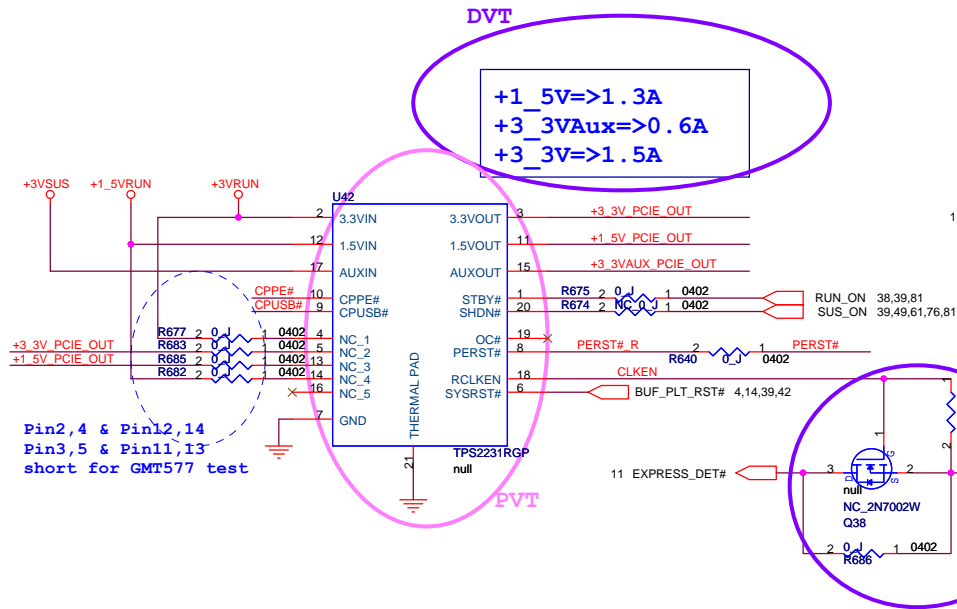 DVT
+1_5V=>1.3A
+3_3VAux=>0.6A
+3_3V=>1.5A
+3VSUS +1_5VRUN +3VRUN
U42
2 3.3VIN 3.3VOUT 3 +3_3V_PCIE_OUT
1
12 1.5VIN 1.5VOUT 11 +1_5V_PCIE_OUT
17 AUXIN AUXOUT 15 +3_3VAUX_PCIE_OUT
CPPE# 10 CPPE# STBY# 1 R675 2 0_J 1 0402 RUN_ON 38,39,81
CPUSB# 9 CPUSB# SHDN# 20 R674 2 NC_0_J 1 0402 SUS_ON 39,49,61,76,81
R677 2 0_J 1 0402 4 NC_1 OC# 19
+3_3V_PCIE_OUT R683 2 0_J 1 0402 5 NC_2 PERST# 8 PERST#_R R640 2 0_J 1 0402 PERST#
+1_5V_PCIE_OUT R685 2 0_J 1 0402 13 NC_3
R682 2 0_J 1 0402 14 NC_4 RCLKEN 18 CLKEN
16 NC_5 SYSRST# 6 BUF_PLT_RST# 4,14,39,42
7 GND
THERMAL PAD
21
TPS2231RGP
null
Pin2,4 & Pin12,14
Pin3,5 & Pin11,13
short for GMT577 test
PVT
1
2
11 EXPRESS_DET# 3 D G 1 S 2
null
NC_2N7002W
Q38
2 0_J 1 0402
R686